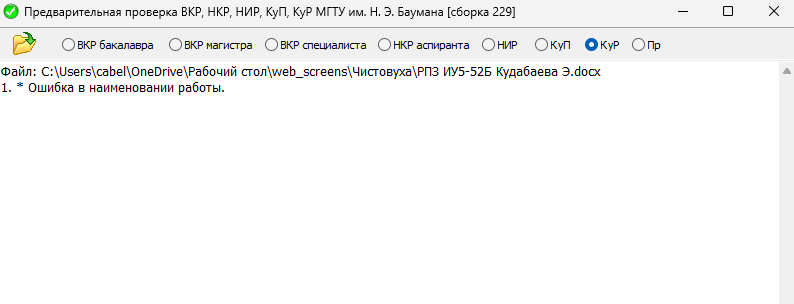 Предварительная проверка ВКР, НКР, НИР, КуП, КуР МГТУ им. Н. Э. Баумана [сборка 229]
ВКР бакалавра ВКР магистра ВКР специалиста НКР аспиранта НИР КуП КуР Пр
Файл: C:\Users\cabel\OneDrive\Рабочий стол\web_screens\Чистовуха\РПЗ ИУ5-52Б Кудабаева Э.docx
1. * Ошибка в наименовании работы.